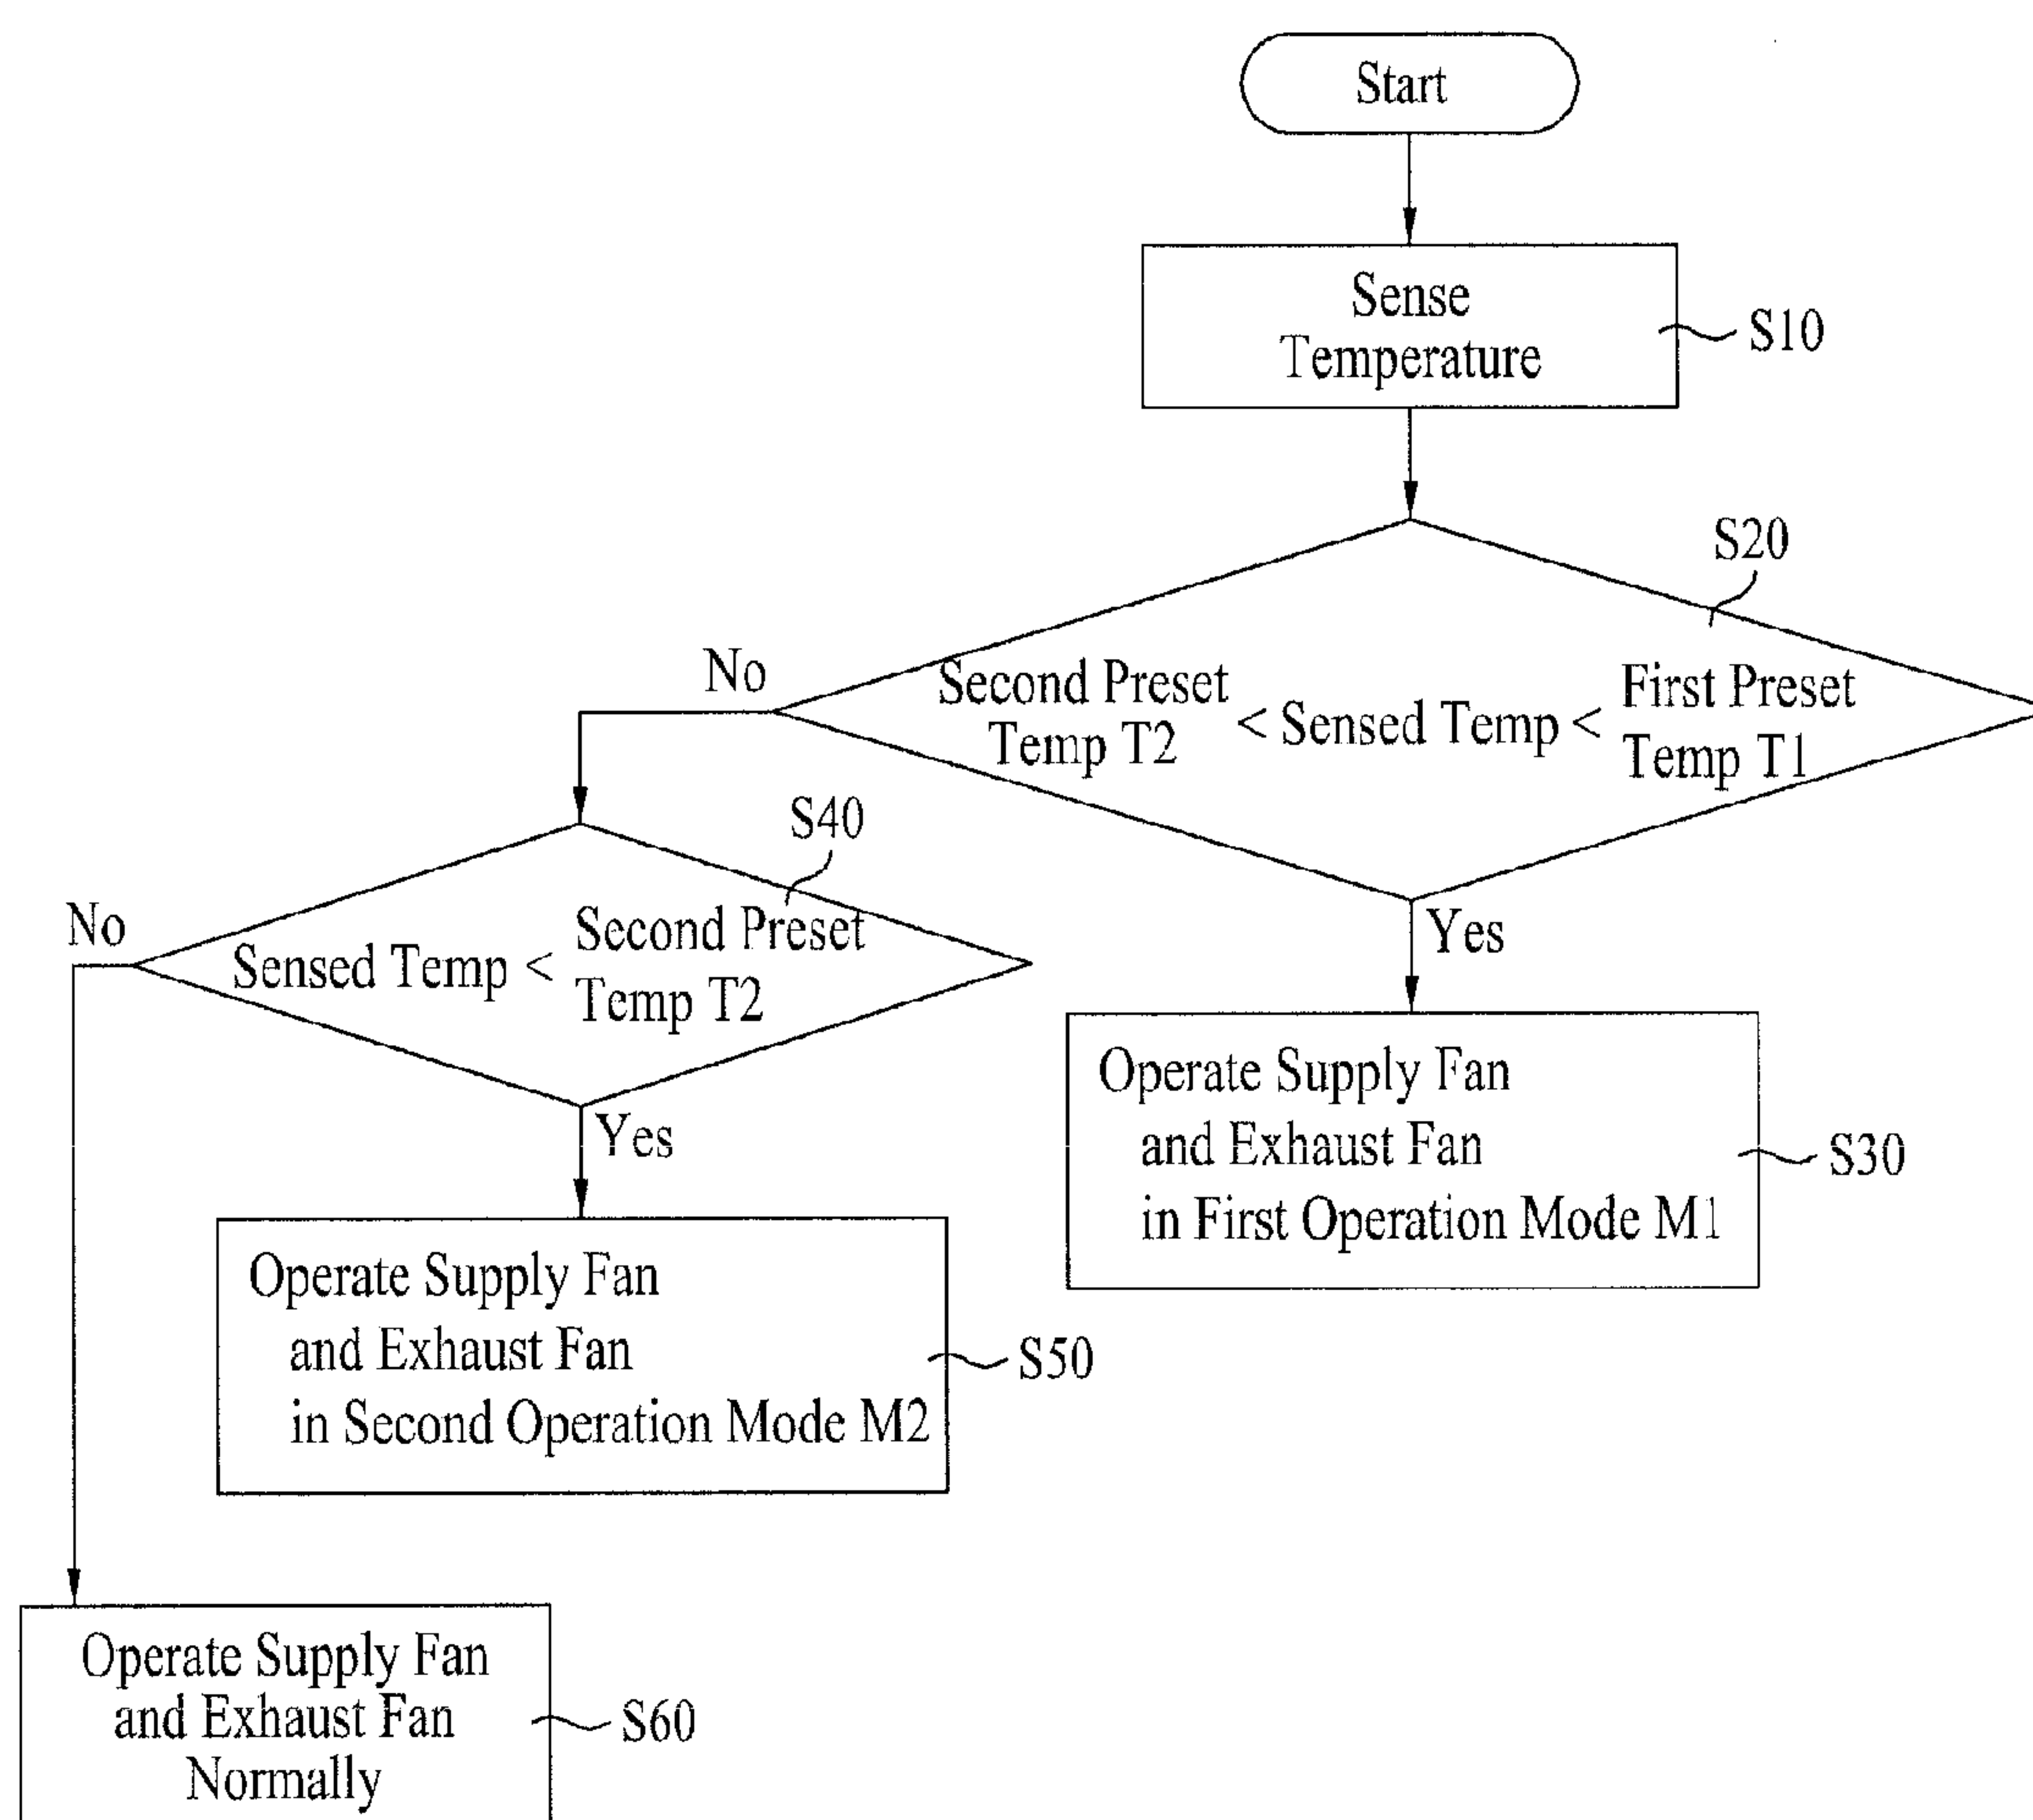 Start
Sense
Temperature
S10
S20
No
Second Preset
Temp T2
< Sensed Temp <
First Preset
Temp T1
Yes
S40
No
Sensed Temp <
Second Preset
Temp T2
Yes
Operate Supply Fan
and Exhaust Fan
in First Operation Mode M1
S30
Operate Supply Fan
and Exhaust Fan
in Second Operation Mode M2
S50
Operate Supply Fan
and Exhaust Fan
Normally
S60